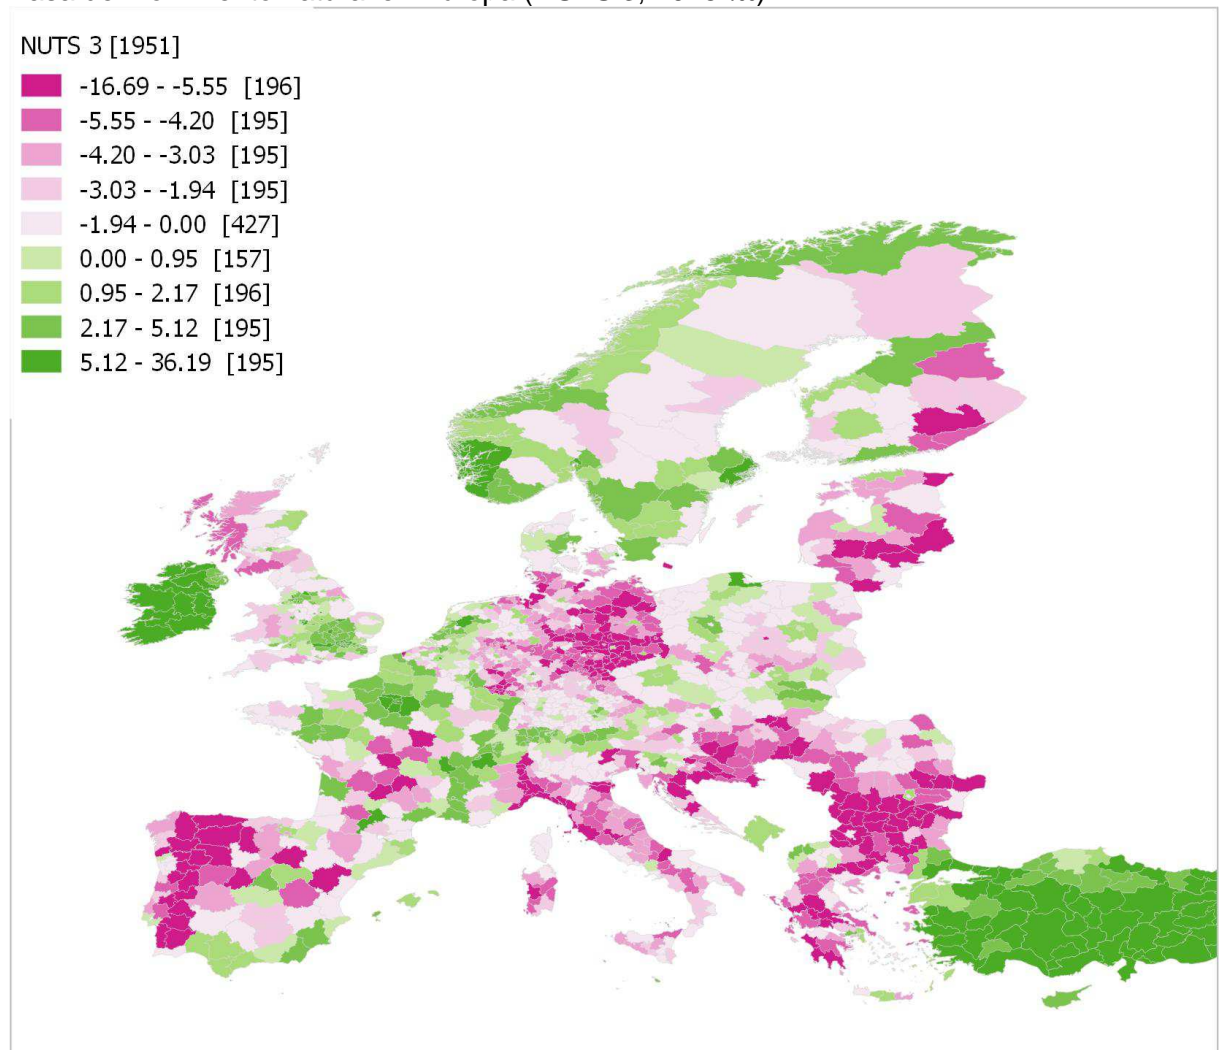 NUTS 3 [1951]
-16.69 - -5.55 [196]
-5.55 - -4.20 [195]
-4.20 - -3.03 [195]
-3.03 - -1.94 [195]
-1.94 - 0.00 [427]
0.00 - 0.95 [157]
0.95 - 2.17 [196]
2.17 - 5.12 [195]
5.12 - 36.19 [195]